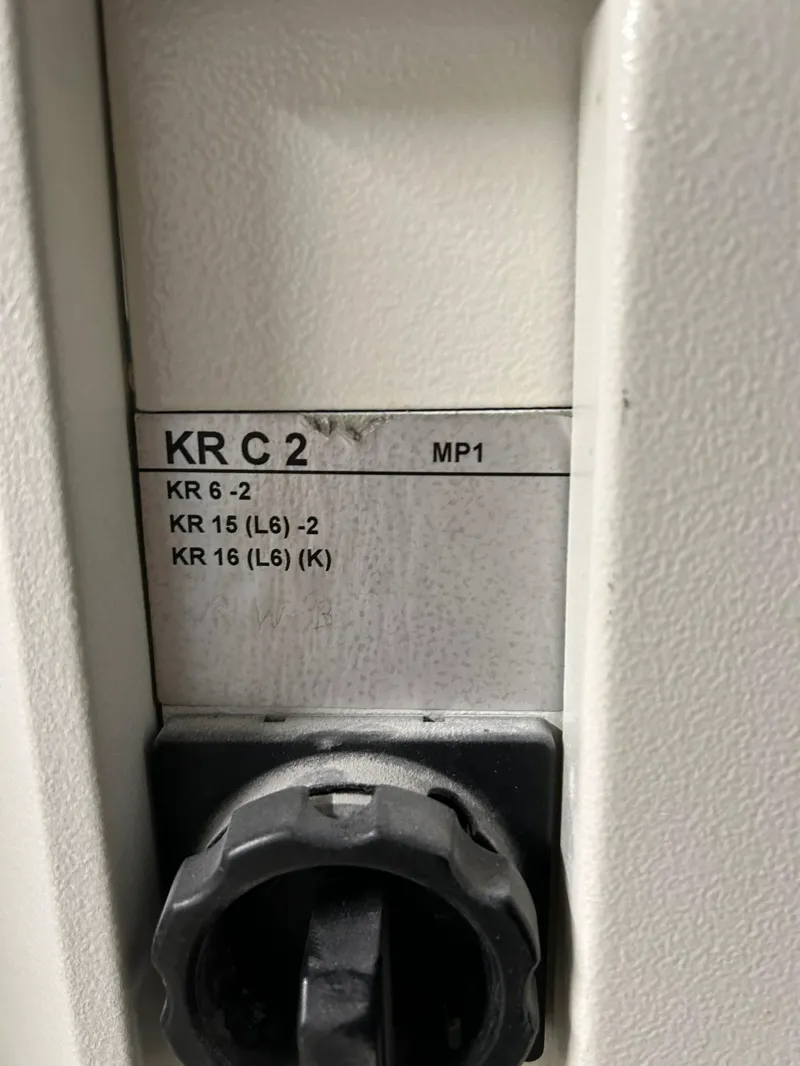 KR C 2 MP1
KR 6 -2
KR 15 (L6) -2
KR 16 (L6) (K)